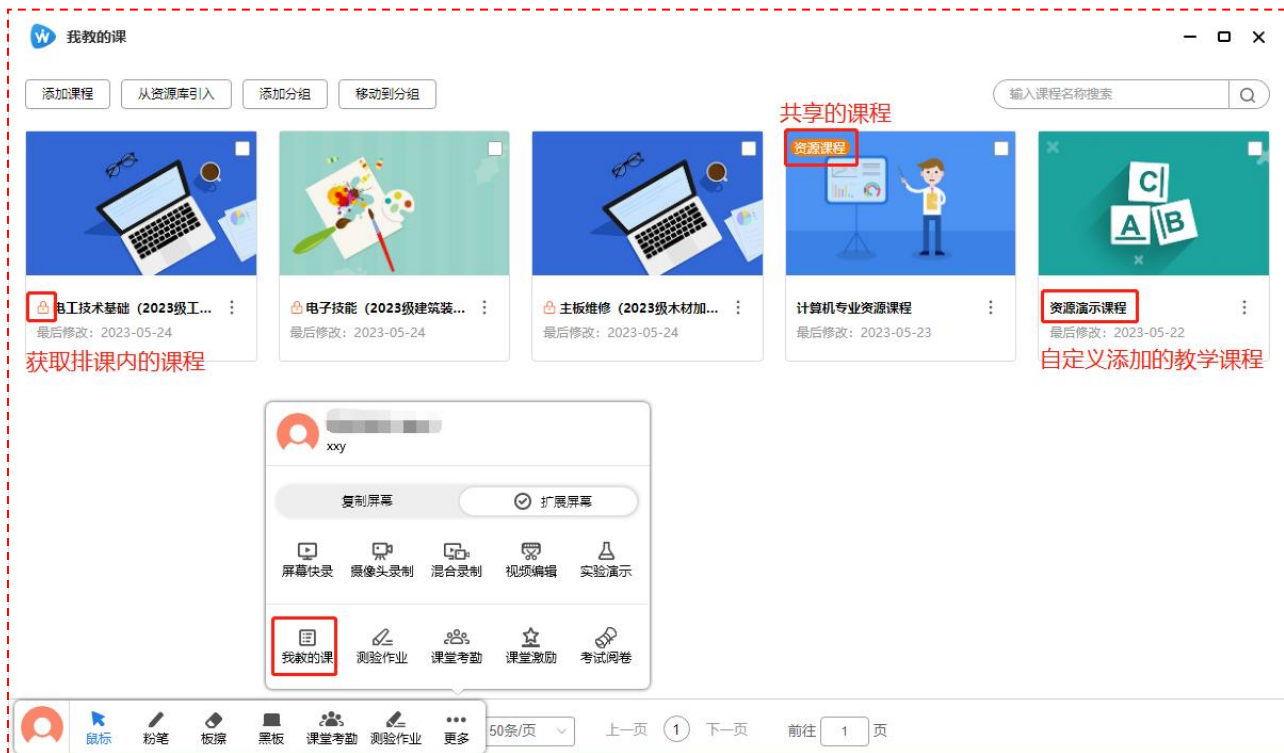 我教的课
添加课程 从资源库引入 添加分组 移动到分组 输入课程名称搜索
共享的课程
资源课程
C
A B
电工技术基础（2023级工...
最后修改：2023-05-24
电子技能（2023级建筑装...
最后修改：2023-05-24
主板维修（2023级木材加...
最后修改：2023-05-24
计算机专业资源课程
最后修改：2023-05-23
资源演示课程
最后修改：2023-05-22
获取排课内的课程
自定义添加的教学课程
xxy
复制屏幕 扩展屏幕
屏幕快录 摄像头录制 混合录制 视频编辑 实验演示
我教的课 测验作业 课堂考勤 课堂激励 考试阅卷
鼠标 粉笔 板擦 黑板 课堂考勤 测验作业 更多 50条/页 上一页 1 下一页 前往 1 页